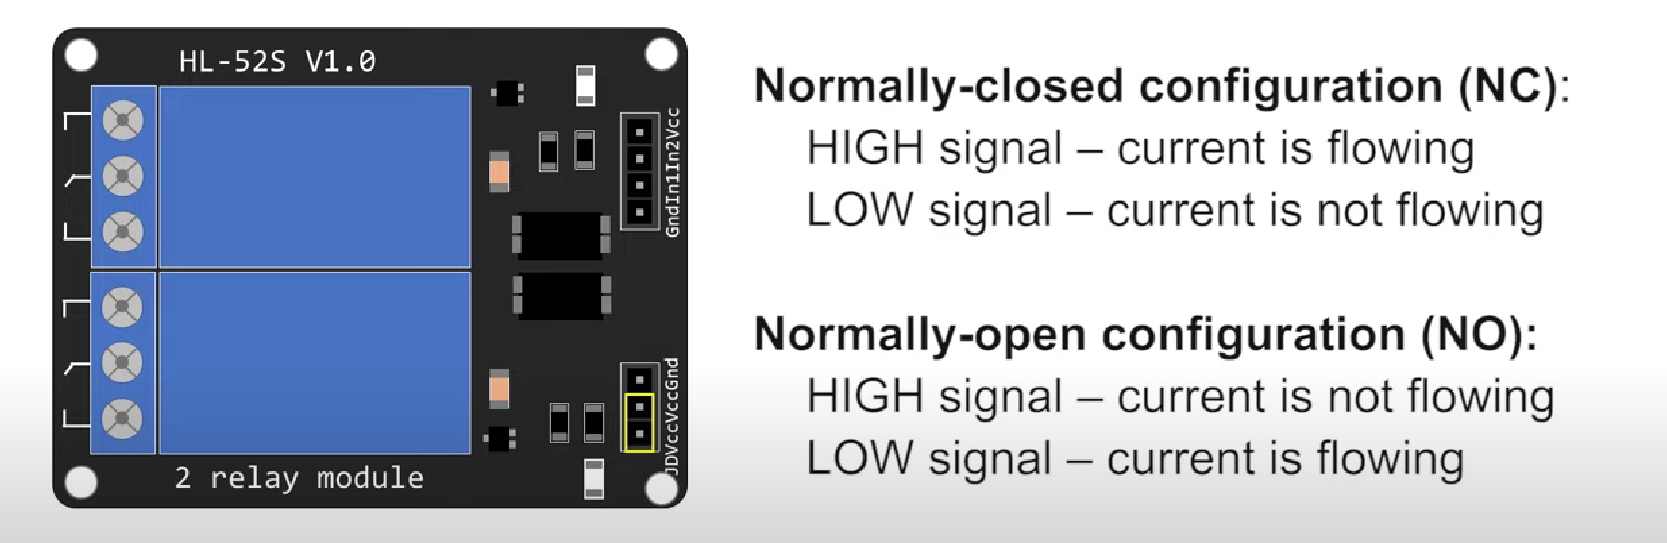 HL-52S V1.0
GndIn1In2Vcc
JDVccVccGnd
2 relay module
Normally-closed configuration (NC):
HIGH signal – current is flowing
LOW signal – current is not flowing
Normally-open configuration (NO):
HIGH signal – current is not flowing
LOW signal – current is flowing